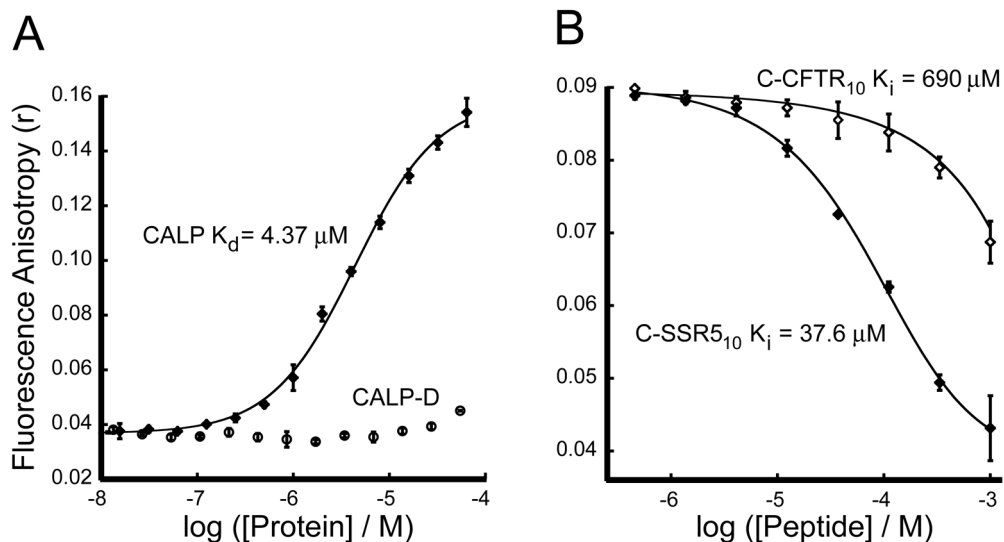 A
Fluorescence Anisotropy (r)
0.16
0.14
0.12
0.10
0.08
0.06
0.04
0.02
CALP K_d = 4.37 μM
CALP-D
-8 -7 -6 -5 -4
log ([Protein] / M)
B
0.09
0.08
0.07
0.06
0.05
0.04
C-CFTR₁₀ Kᵢ = 690 μM
C-SSR5₁₀ Kᵢ = 37.6 μM
-6 -5 -4 -3
log ([Peptide] / M)